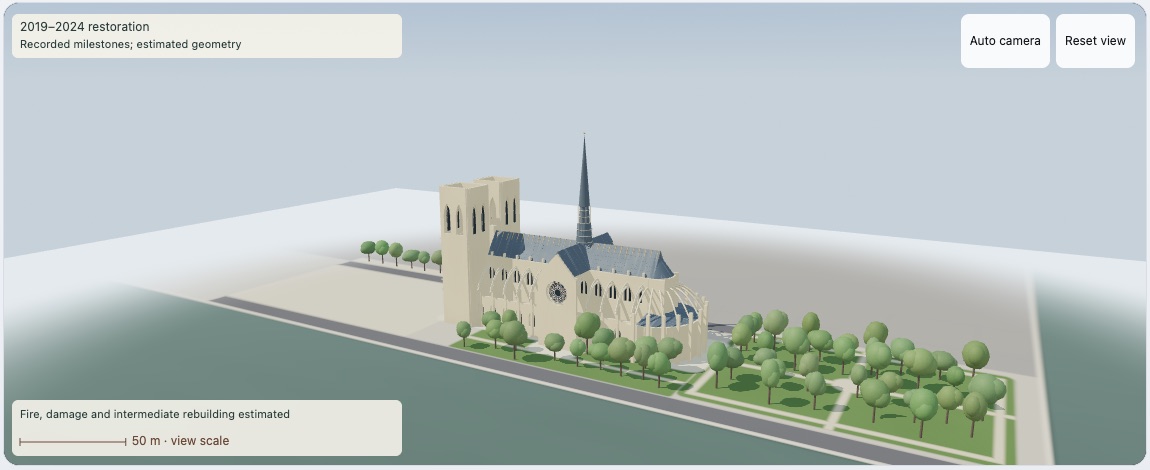 2019–2024 restoration
Recorded milestones; estimated geometry
Auto camera
Reset view
Fire, damage and intermediate rebuilding estimated
50 m · view scale